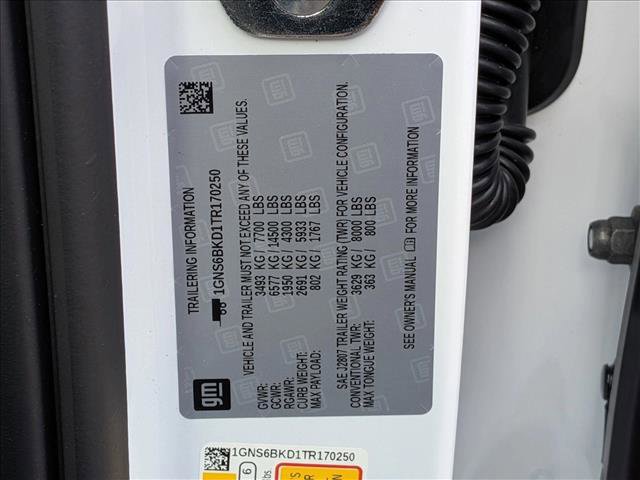 TRAILERING INFORMATION
1GNS6BKD1TR170250
VEHICLE AND TRAILER MUST NOT EXCEED ANY OF THESE VALUES.
GVWR: 3493 KG / 7700 LBS
GCWR: 6577 KG / 14500 LBS
RGAWR: 1950 KG / 4300 LBS
CURB WEIGHT: 2691 KG / 5933 LBS
MAX PAYLOAD: 802 KG / 1767 LBS
SAE J2807 TRAILER WEIGHT RATING (TWR) FOR VEHICLE CONFIGURATION.
CONVENTIONAL TWR: 3629 KG / 8000 LBS
MAX TONGUE WEIGHT: 363 KG / 800 LBS
SEE OWNER'S MANUAL FOR MORE INFORMATION
gm
1GNS6BKD1TR170250
6
lbs